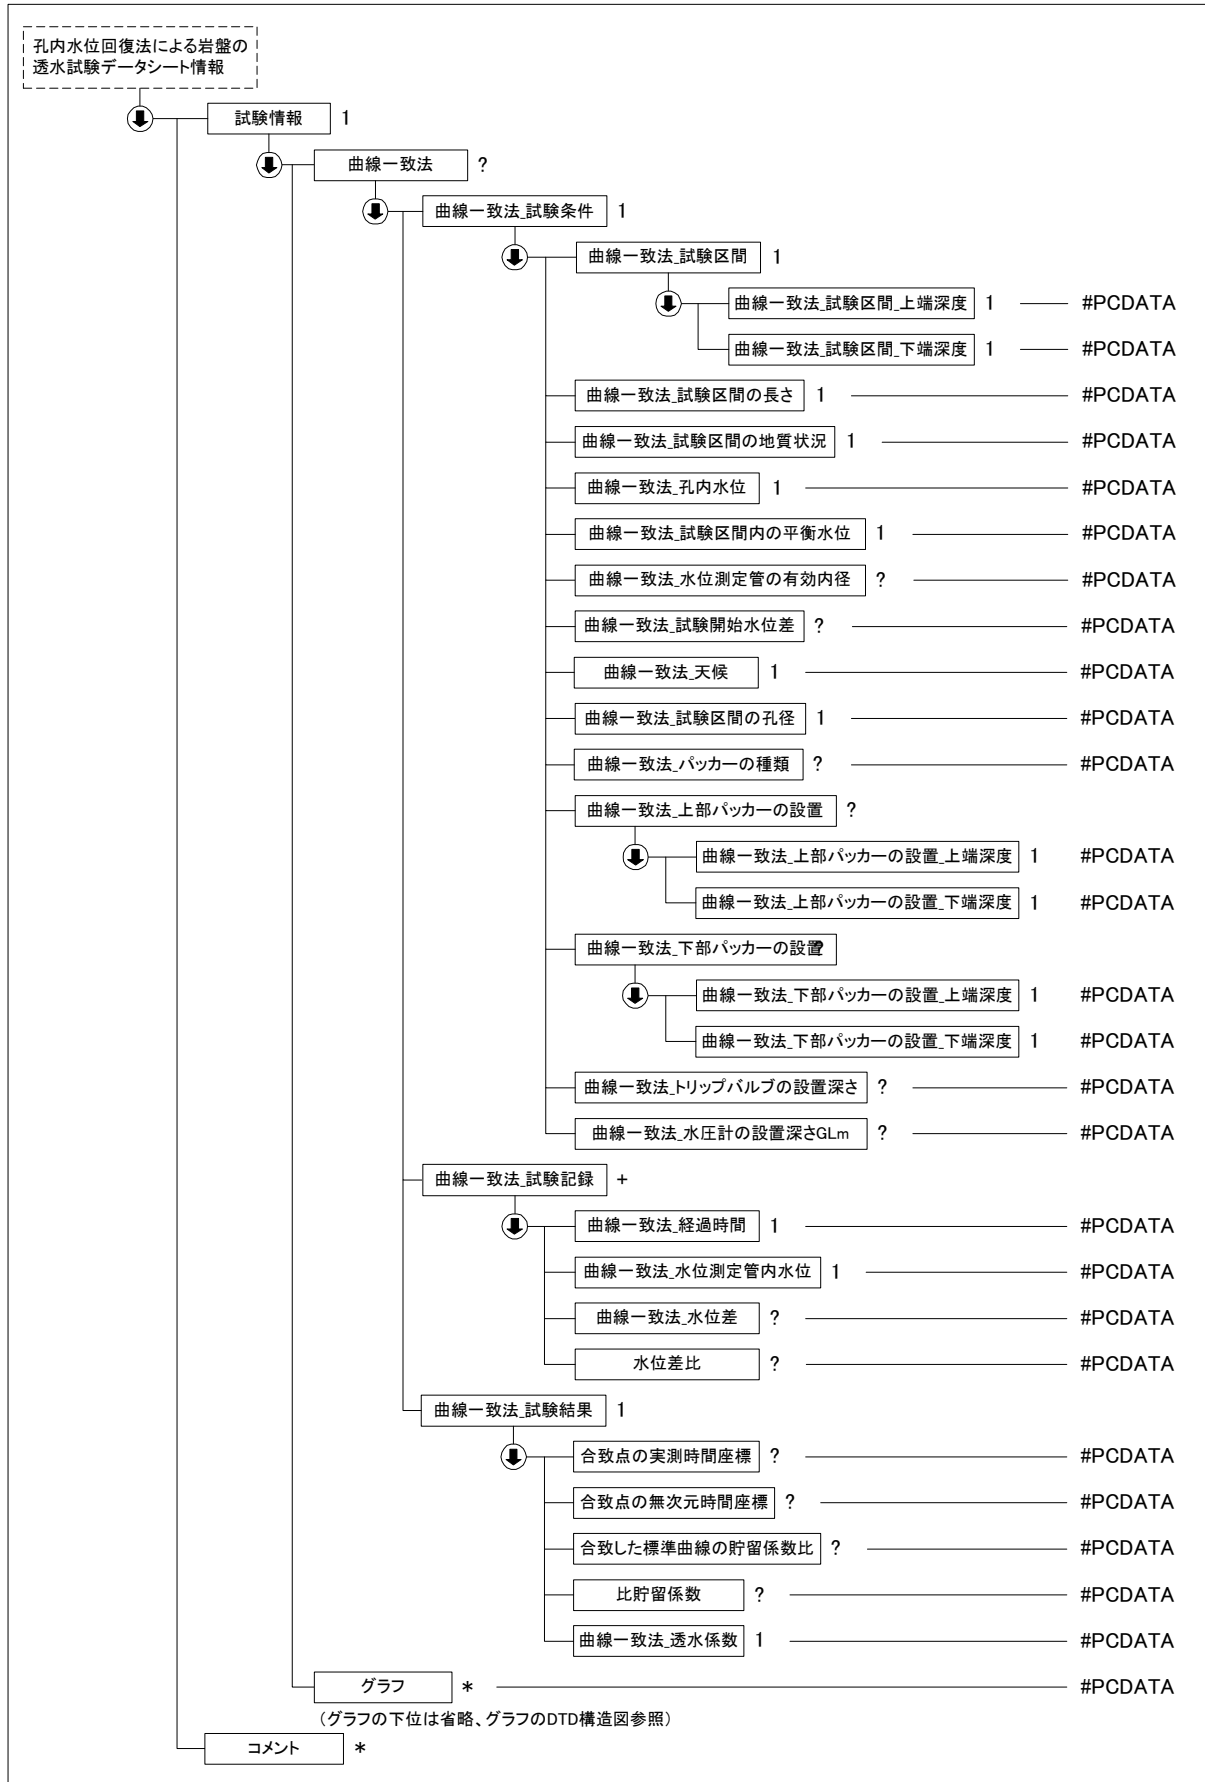 孔内水位回復法による岩盤の
透水試験データシート情報
試験情報 1
曲線一致法 ?
曲線一致法_試験条件 1
曲線一致法_試験区間 1
曲線一致法_試験区間_上端深度 1 #PCDATA
曲線一致法_試験区間_下端深度 1 #PCDATA
曲線一致法_試験区間の長さ 1 #PCDATA
曲線一致法_試験区間の地質状況 1 #PCDATA
曲線一致法_孔内水位 1 #PCDATA
曲線一致法_試験区間内の平衡水位 1 #PCDATA
曲線一致法_水位測定管の有効内径 ? #PCDATA
曲線一致法_試験開始水位差 ? #PCDATA
曲線一致法_天候 1 #PCDATA
曲線一致法_試験区間の孔径 1 #PCDATA
曲線一致法_パッカーの種類 ? #PCDATA
曲線一致法_上部パッカーの設置 ?
曲線一致法_上部パッカーの設置_上端深度 1 #PCDATA
曲線一致法_上部パッカーの設置_下端深度 1 #PCDATA
曲線一致法_下部パッカーの設置 ?
曲線一致法_下部パッカーの設置_上端深度 1 #PCDATA
曲線一致法_下部パッカーの設置_下端深度 1 #PCDATA
曲線一致法_トリップバルブの設置深さ ? #PCDATA
曲線一致法_水圧計の設置深さGLm ? #PCDATA
曲線一致法_試験記録 +
曲線一致法_経過時間 1 #PCDATA
曲線一致法_水位測定管内水位 1 #PCDATA
曲線一致法_水位差 ? #PCDATA
水位差比 ? #PCDATA
曲線一致法_試験結果 1
合致点の実測時間座標 ? #PCDATA
合致点の無次元時間座標 ? #PCDATA
合致した標準曲線の貯留係数比 ? #PCDATA
比貯留係数 ? #PCDATA
曲線一致法_透水係数 1 #PCDATA
グラフ * #PCDATA
（グラフの下位は省略、グラフのDTD構造図参照）
コメント *